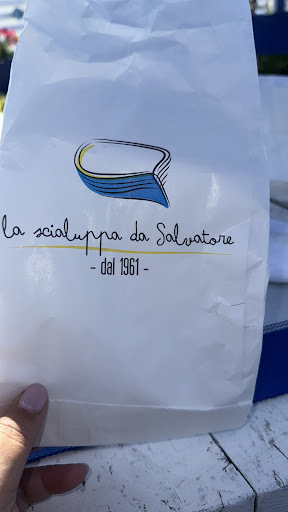 la scialuppa da Salvatore
- dal 1961 -